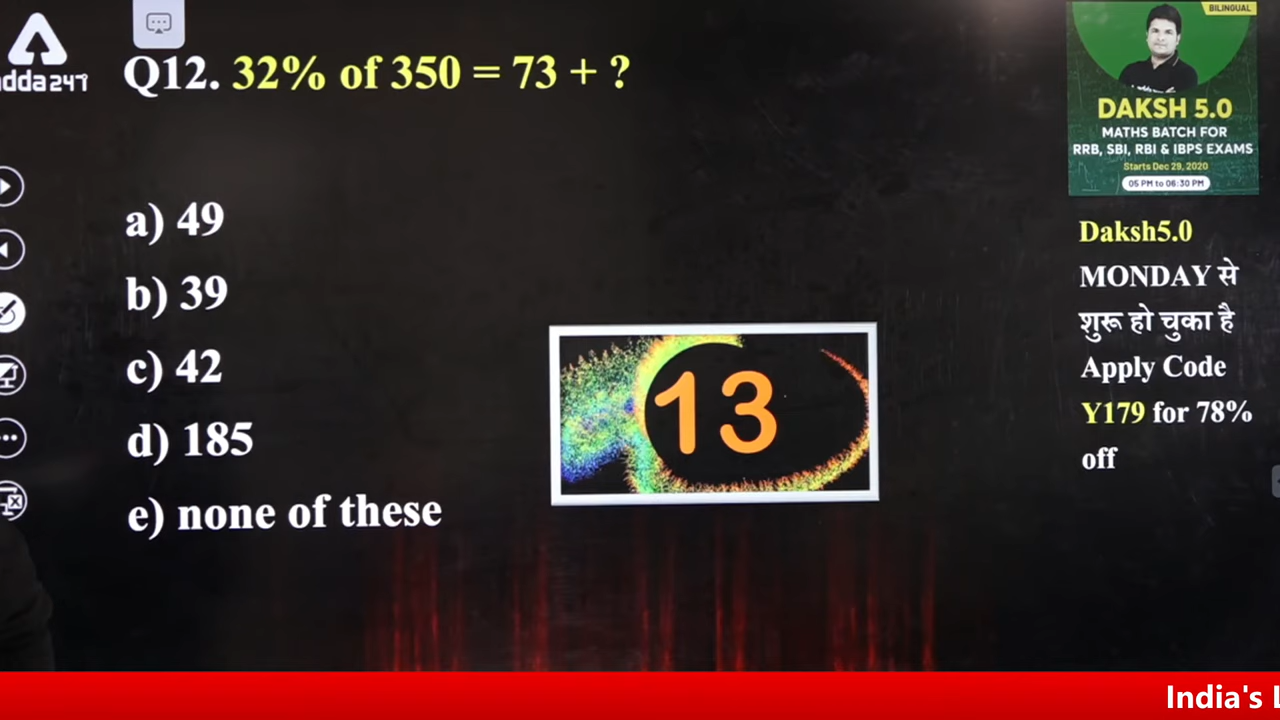 adda247
Q12. 32% of 350 = 73 + ?
a) 49
b) 39
c) 42
d) 185
e) none of these
13
BILINGUAL
DAKSH 5.0
MATHS BATCH FOR
RRB, SBI, RBI & IBPS EXAMS
Starts Dec 29, 2020
05 PM to 06:30 PM
Daksh5.0
MONDAY से
शुरू हो चुका है
Apply Code
Y179 for 78%
off
India's